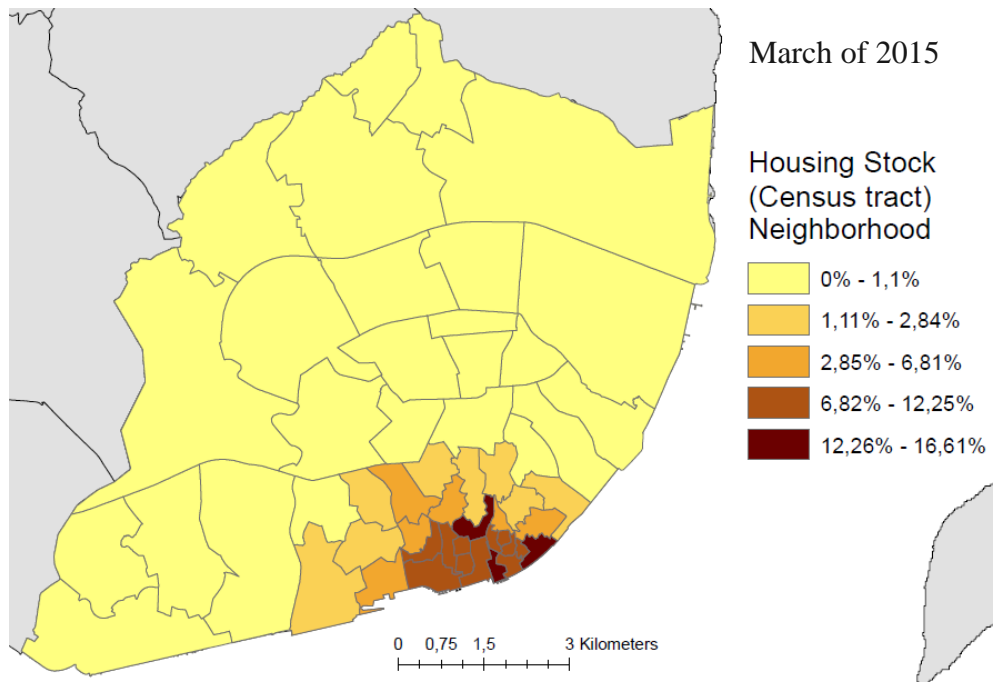 March of 2015
Housing Stock
(Census tract)
Neighborhood
0% - 1,1%
1,11% - 2,84%
2,85% - 6,81%
6,82% - 12,25%
12,26% - 16,61%
0 0,75 1,5 3 Kilometers